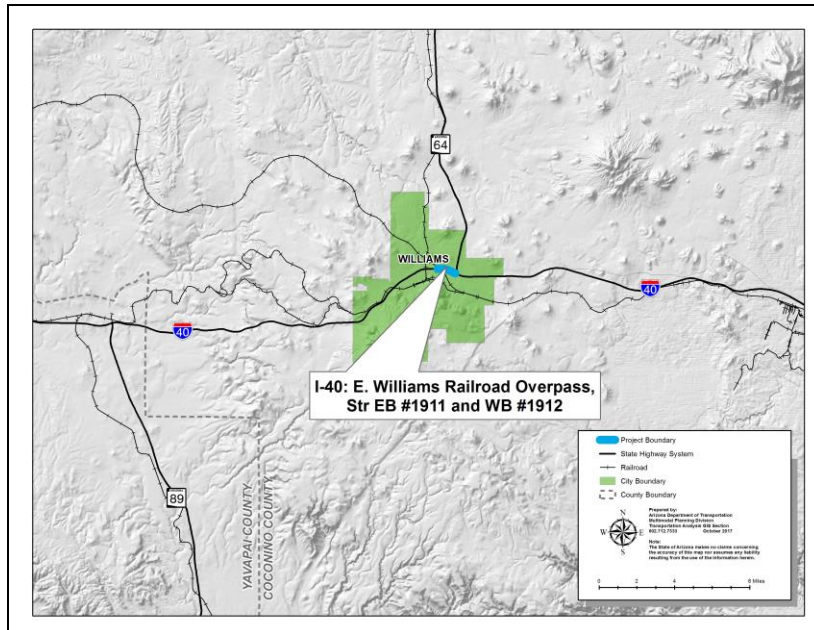 64
WILLIAMS
40
40
I-40: E. Williams Railroad Overpass,
Str EB #1911 and WB #1912
89
YAVAPAI COUNTY
COCONINO COUNTY
Project Boundary
State Highway System
Railroad
City Boundary
County Boundary
N
W
E
S
Prepared by:
Arizona Department of Transportation
Multimodal Planning Division
Transportation Analysis GIS Section
602.712.7333 October 2017
Note:
The State of Arizona makes no claims concerning
the accuracy of this map nor assumes any liability
resulting from the use of the information herein.
0 2 4 8 Miles